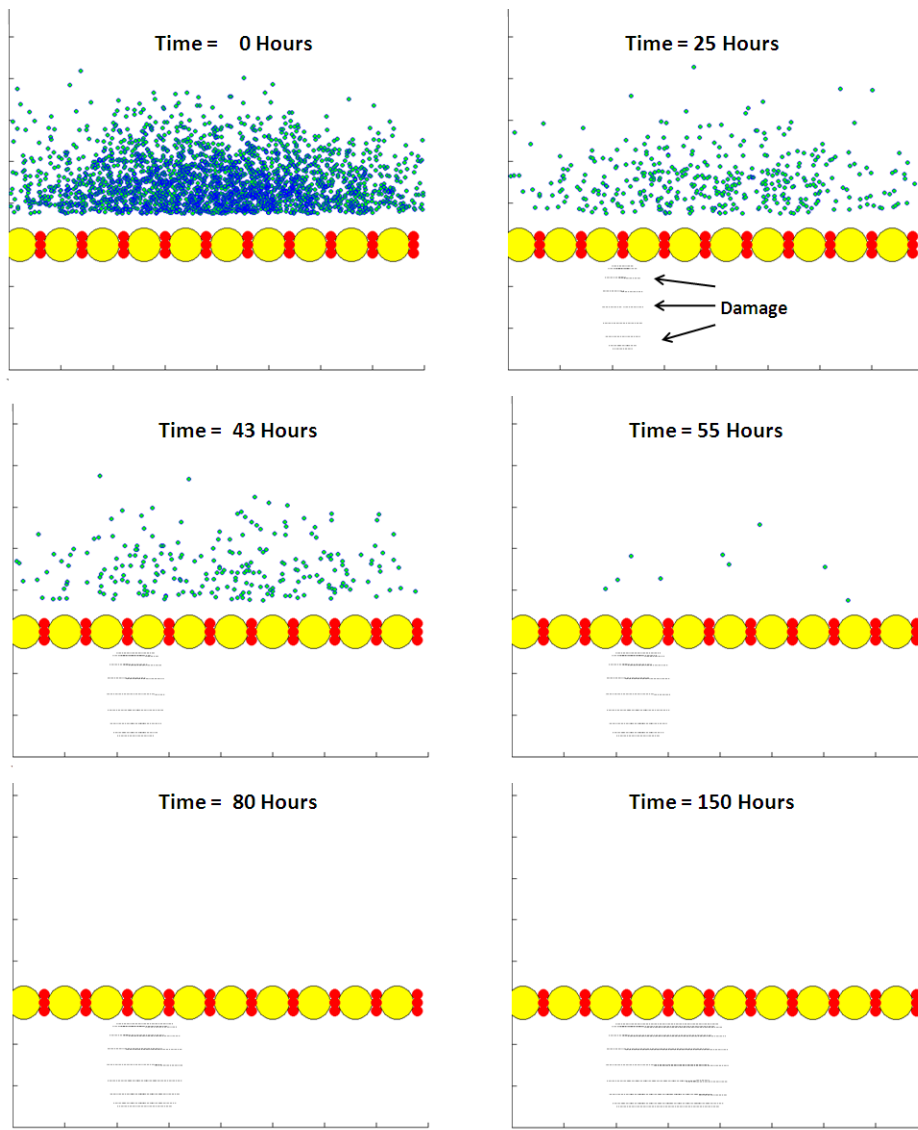 Time = 0 Hours
Time = 25 Hours
Damage
Time = 43 Hours
Time = 55 Hours
Time = 80 Hours
Time = 150 Hours